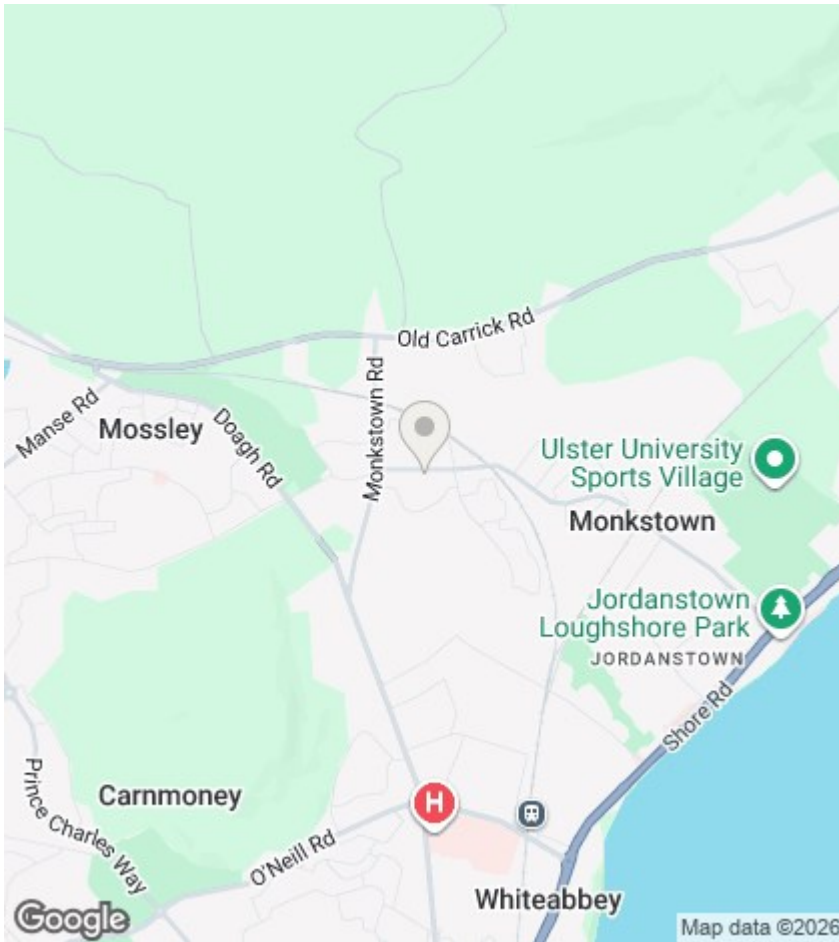 Old Carrick Rd
Monkstown Rd
Manse Rd
Mossley
Doagh Rd
Ulster University
Sports Village
Monkstown
Jordanstown
Loughshore Park
JORDANSTOWN
Shore Rd
Prince Charles Way
Carnmoney
H
O'Neill Rd
Whiteabbey
Google
Map data ©2026